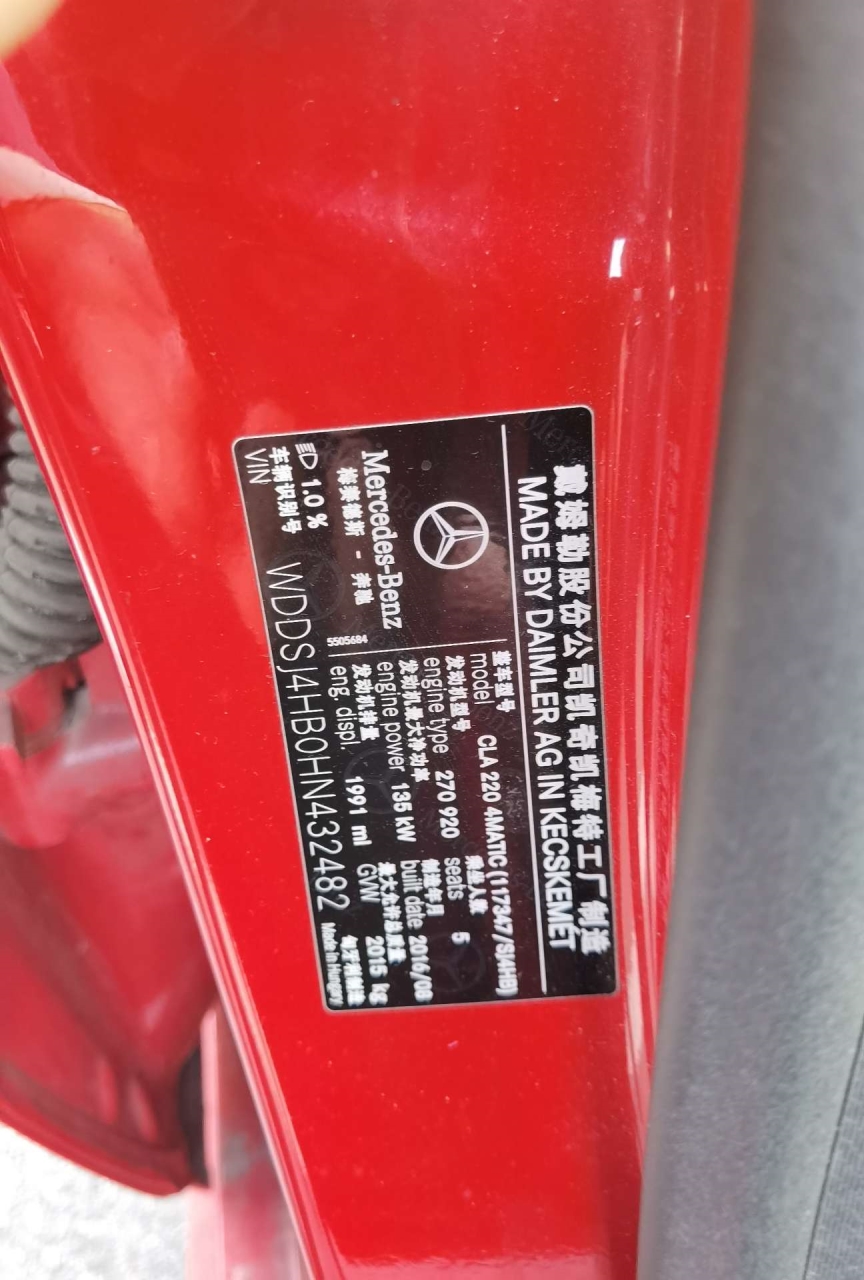 戴姆勒股份公司凯奇凯梅特工厂制造
MADE BY DAIMLER AG IN KECSKEMET
Mercedes-Benz
梅赛德斯 - 奔驰
1.0 %
5505684
整车型号
model CLA 220 4MATIC (117347/SI4HB)
发动机型号 乘坐人数
engine type 270 920 seats 5
发动机最大净功率 制造年月
engine power 135 kW built date 2016/08
发动机排量 最大允许总质量
eng. displ. 1991 ml GVW 2015 kg
车辆识别号
VIN WDDSJ4HB0HN432482
匈牙利制造
Made in Hungary